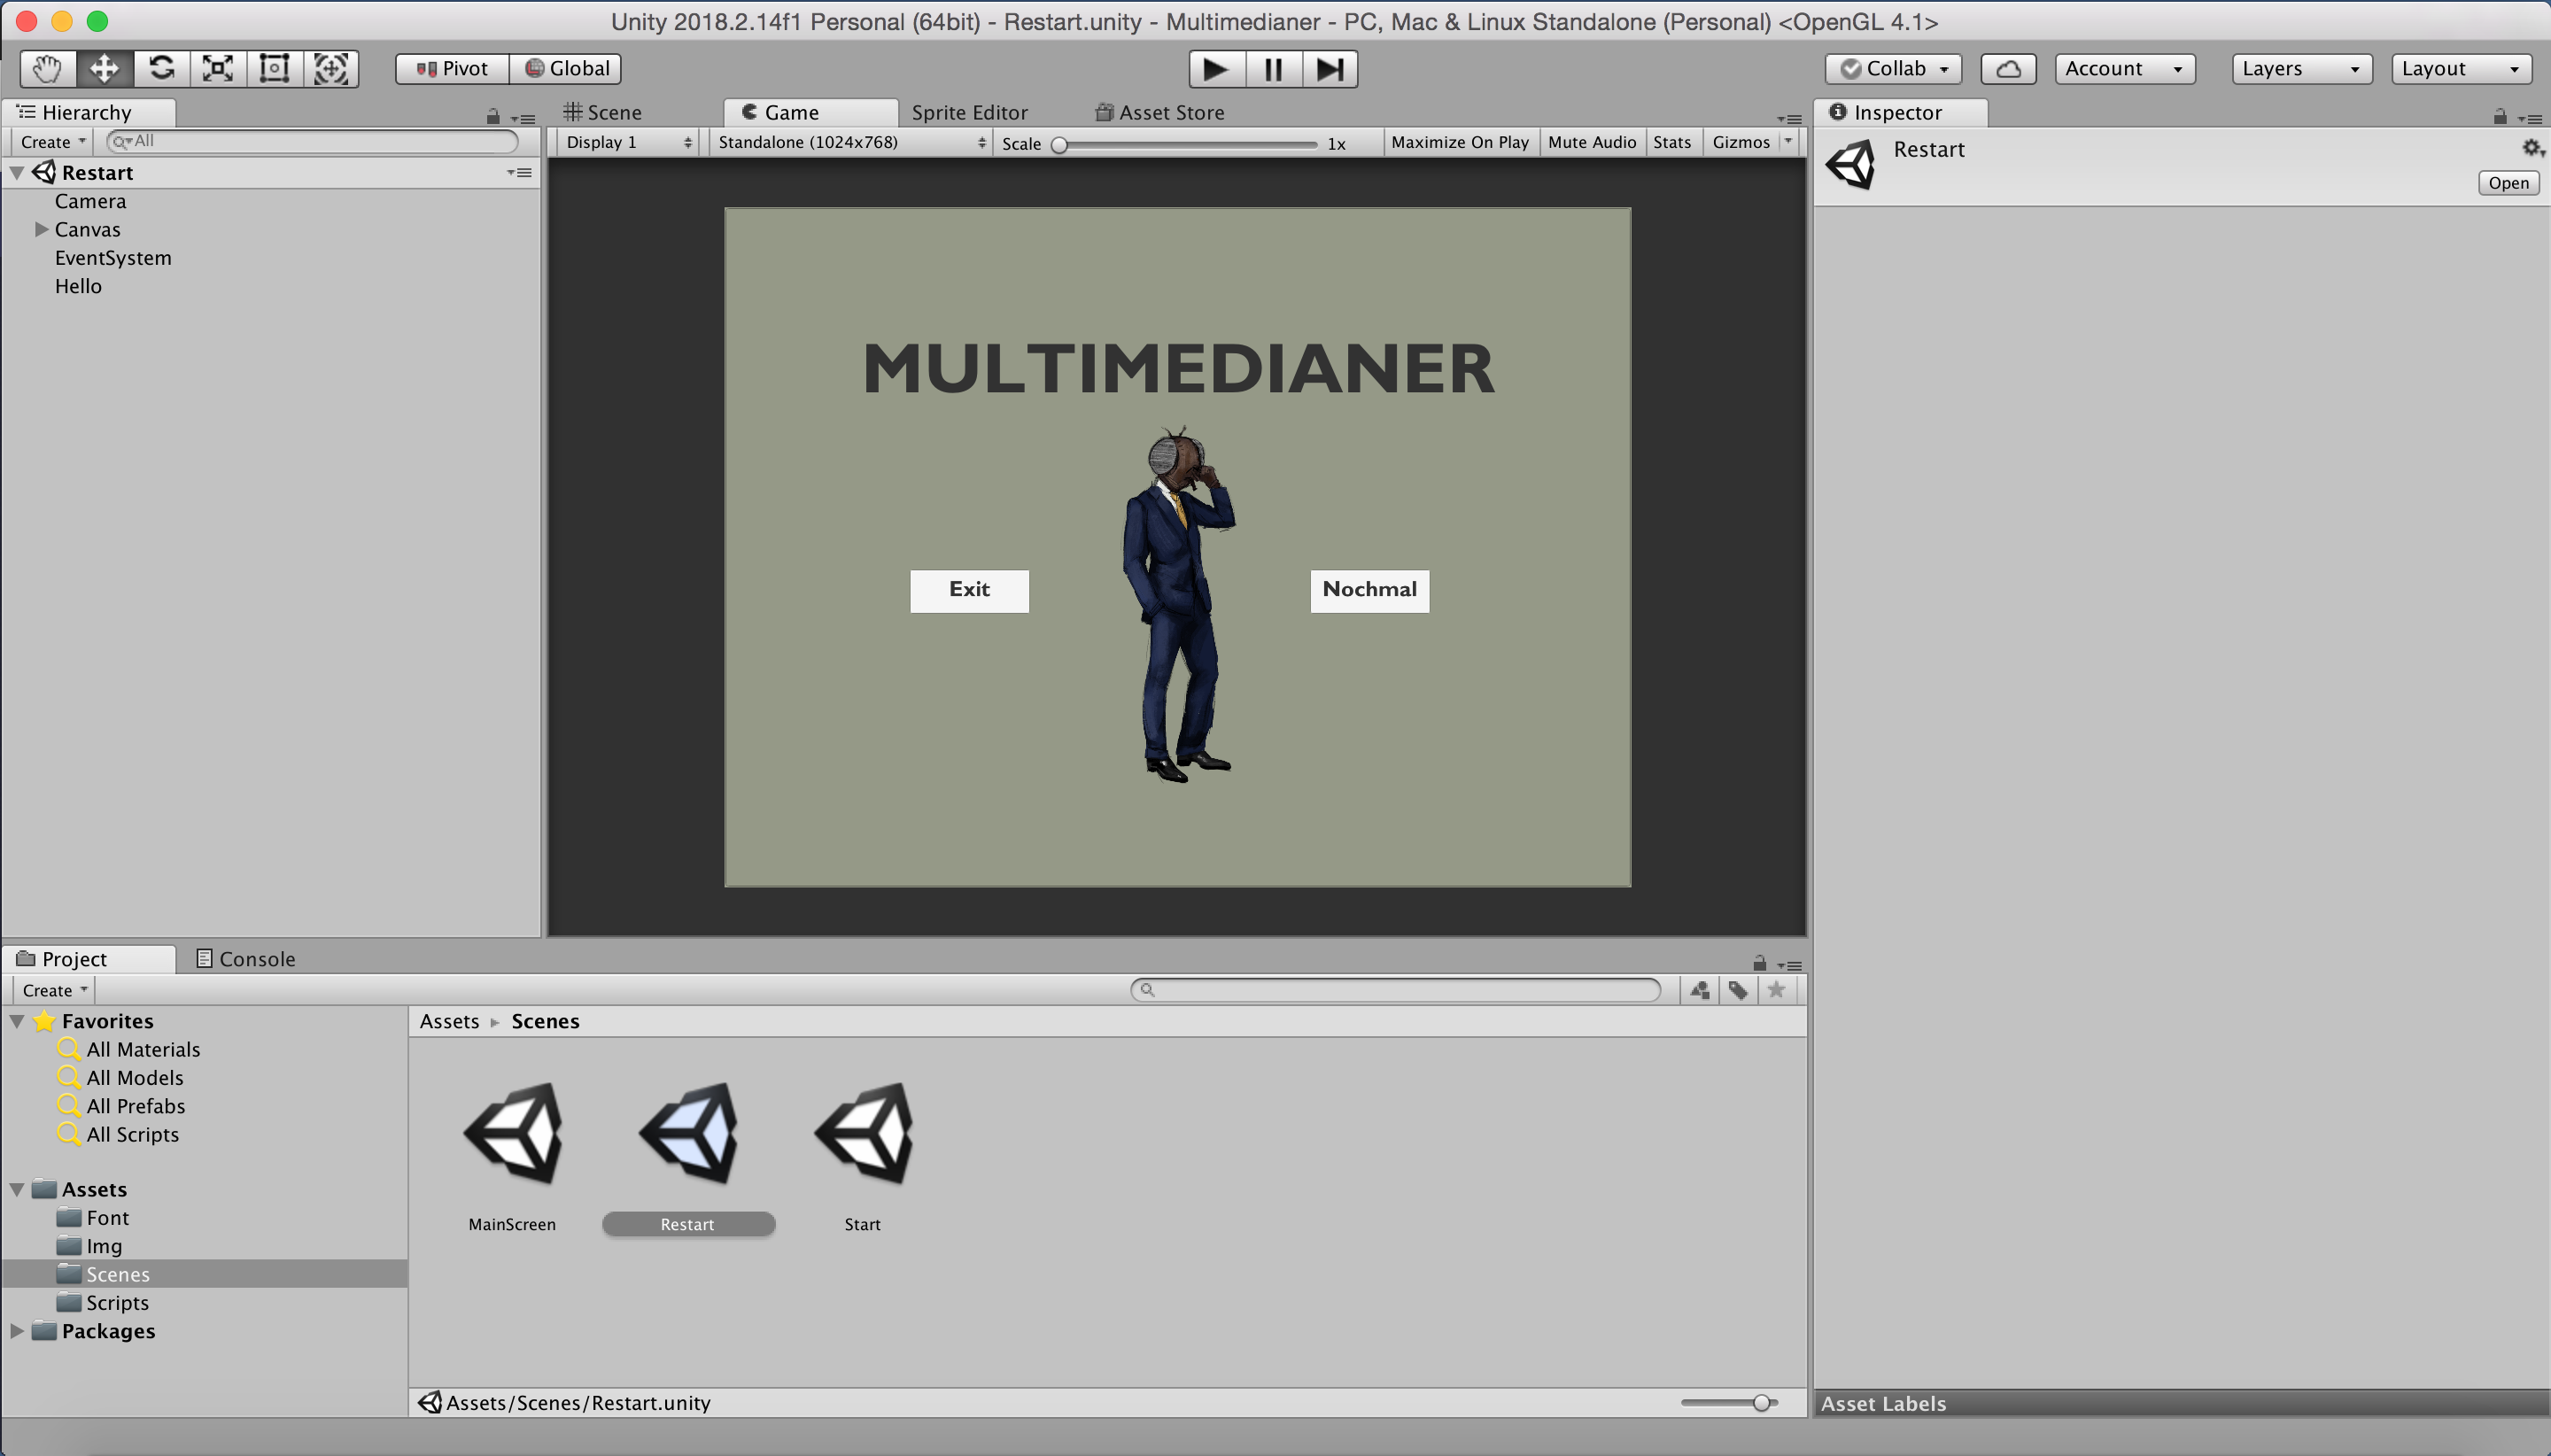 Unity 2018.2.14f1 Personal (64bit) - Restart.unity - Multimedianer - PC, Mac & Linux Standalone (Personal) <OpenGL 4.1>
Pivot Global Collab Account Layers Layout
Hierarchy
Create All
Restart
Camera
Canvas
EventSystem
Hello
Scene Game Sprite Editor Asset Store
Display 1 Standalone (1024x768) Scale 1x Maximize On Play Mute Audio Stats Gizmos
MULTIMEDIANER
Exit Nochmal
Inspector
Restart
Open
Project Console
Create
Favorites
All Materials
All Models
All Prefabs
All Scripts
Assets
Font
Img
Scenes
Scripts
Packages
Assets Scenes
MainScreen Restart Start
Assets/Scenes/Restart.unity
Asset Labels